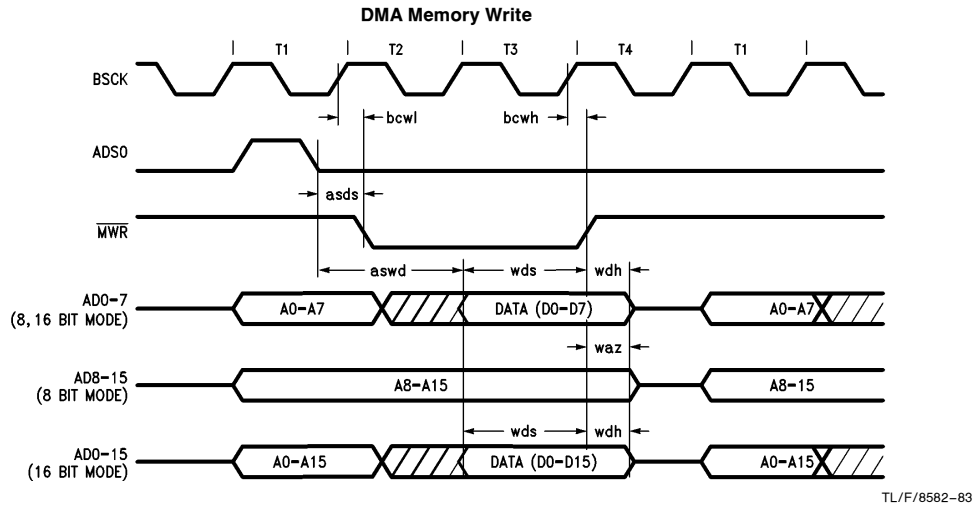 DMA Memory Write
T1 T2 T3 T4 T1
BSCK
bcwl bcwh
ADS0
asds
MWR
aswd wds wdh
AD0-7
(8, 16 BIT MODE)
A0-A7 DATA (D0-D7) A0-A7
waz
AD8-15
(8 BIT MODE)
A8-A15 A8-15
wds wdh
AD0-15
(16 BIT MODE)
A0-A15 DATA (D0-D15) A0-A15
TL/F/8582-83